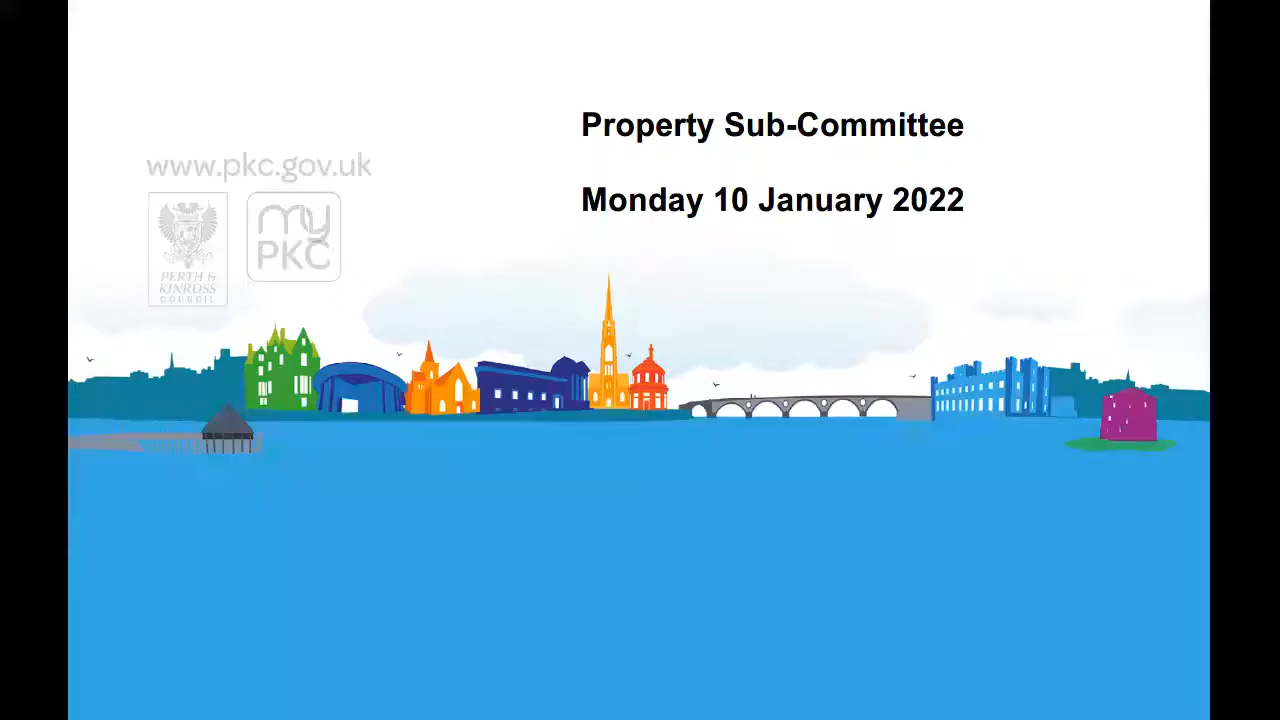 Property Sub-Committee
Monday 10 January 2022
www.pkc.gov.uk
PERTH &
KINROSS
COUNCIL
my
PKC